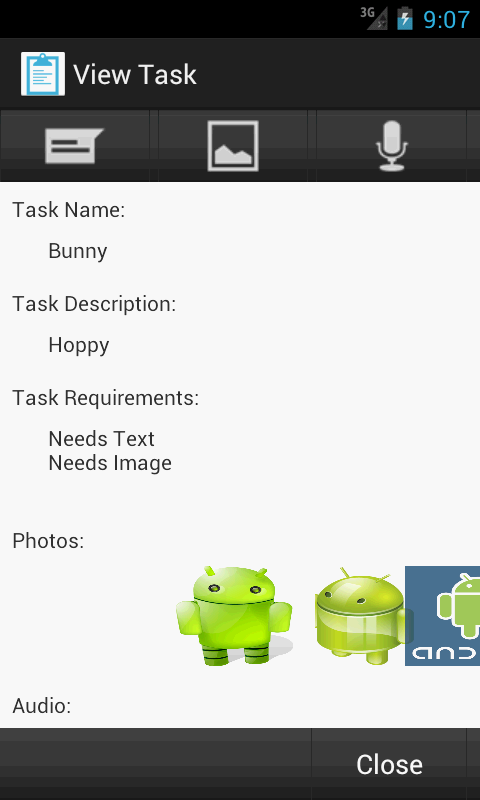 3G
9:07
View Task
Task Name:
Bunny
Task Description:
Hoppy
Task Requirements:
Needs Text
Needs Image
Photos:
Audio:
Close